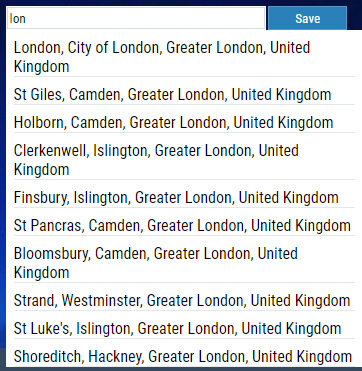 lon
Save
London, City of London, Greater London, United
Kingdom
St Giles, Camden, Greater London, United Kingdom
Holborn, Camden, Greater London, United Kingdom
Clerkenwell, Islington, Greater London, United
Kingdom
Finsbury, Islington, Greater London, United Kingdom
St Pancras, Camden, Greater London, United Kingdom
Bloomsbury, Camden, Greater London, United
Kingdom
Strand, Westminster, Greater London, United Kingdom
St Luke's, Islington, Greater London, United Kingdom
Shoreditch, Hackney, Greater London, United Kingdom